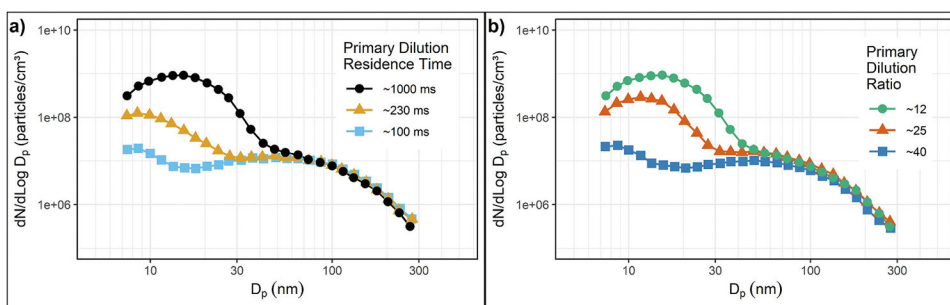 a)
dN/dLog Dp (particles/cm³)
1e+10
1e+08
1e+06
10
30
100
300
Dp (nm)
Primary Dilution
Residence Time
~1000 ms
~230 ms
~100 ms
b)
dN/dLog Dp (particles/cm³)
1e+10
1e+08
1e+06
10
30
100
300
Dp (nm)
Primary
Dilution
Ratio
~12
~25
~40